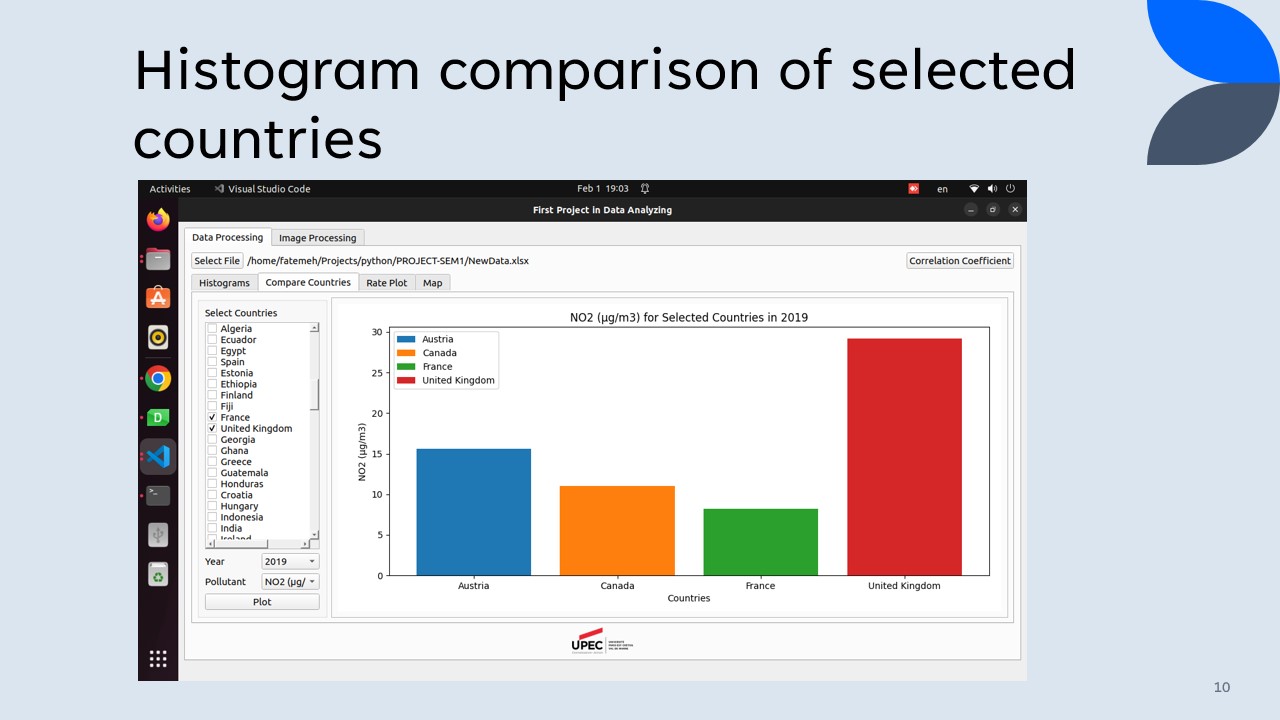 Histogram comparison of selected
countries
Activities
Visual Studio Code
Feb 1 19:03
en
First Project in Data Analyzing
Data Processing
Image Processing
Select File
/home/fatemeh/Projects/python/PROJECT-SEM1/NewData.xlsx
Correlation Coefficient
Histograms
Compare Countries
Rate Plot
Map
Select Countries
Algeria
Ecuador
Egypt
Spain
Estonia
Ethiopia
Finland
Fiji
France
United Kingdom
Georgia
Ghana
Greece
Guatemala
Honduras
Croatia
Hungary
Indonesia
India
Ireland
Year
2019
Pollutant
NO2 (µg/
Plot
NO2 (µg/m3) for Selected Countries in 2019
Austria
Canada
France
United Kingdom
NO2 (µg/m3)
30
25
20
15
10
5
0
Austria
Canada
France
United Kingdom
Countries
UPEC
10